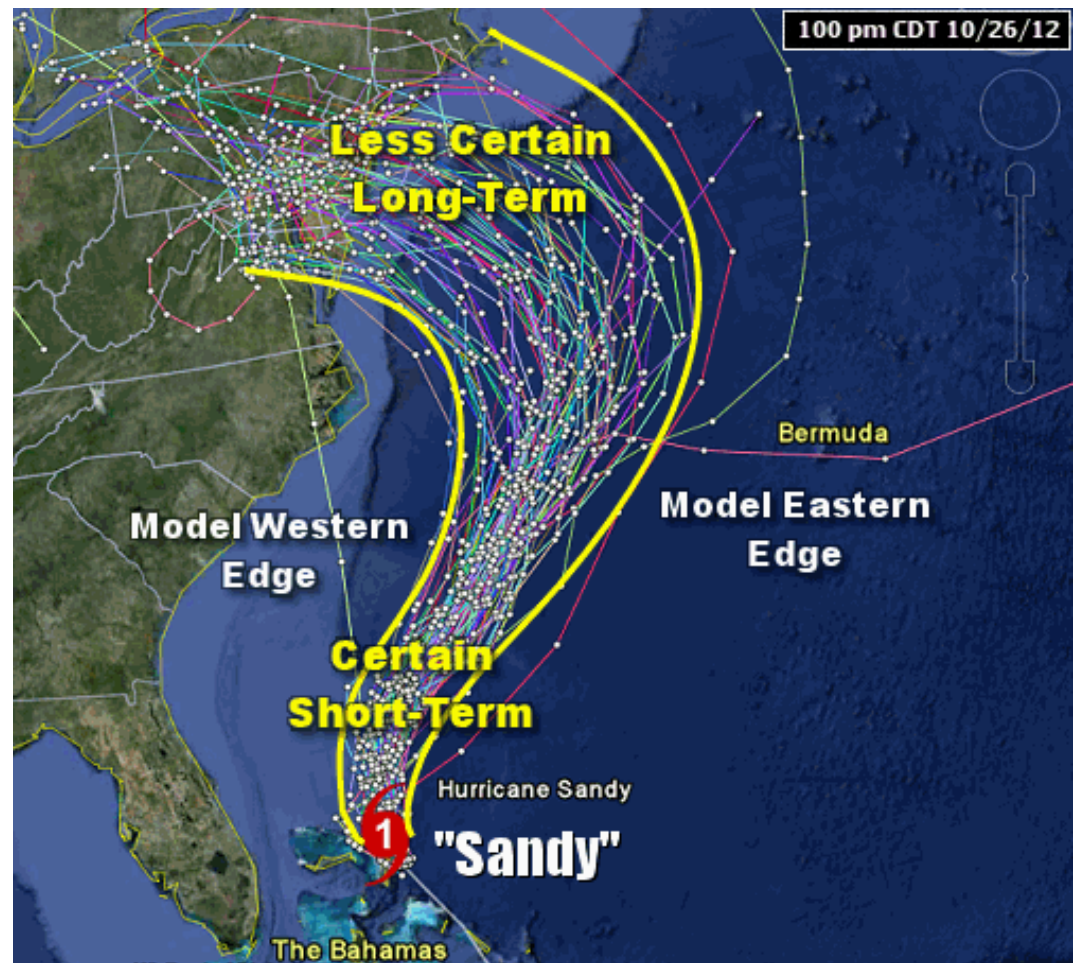 100 pm CDT 10/26/12
Less Certain
Long-Term
Bermuda
Model Western
Edge
Model Eastern
Edge
Certain
Short-Term
Hurricane Sandy
1
"Sandy"
The Bahamas